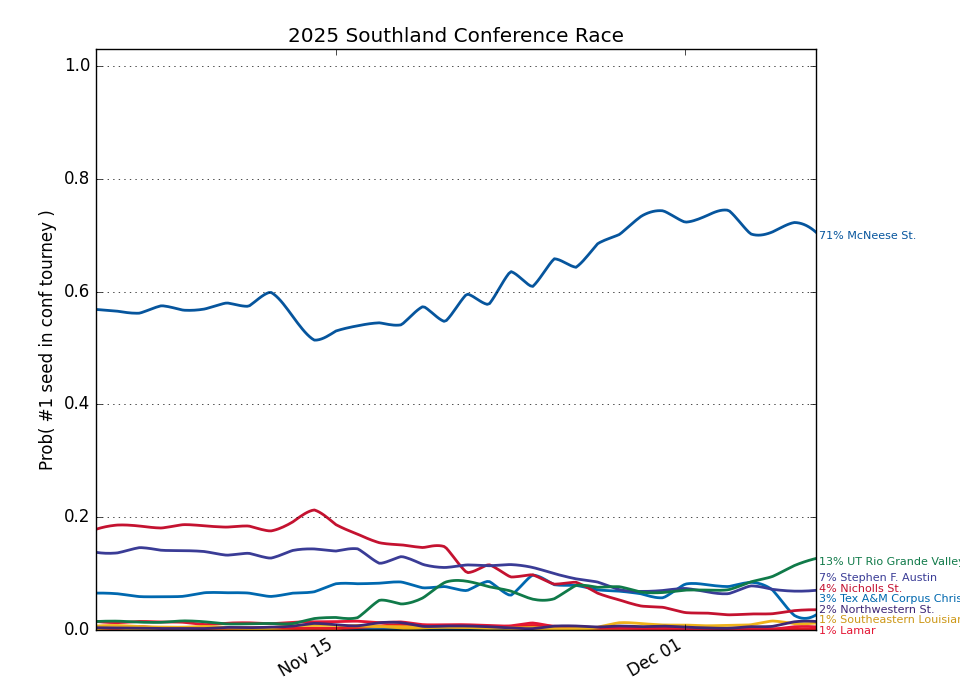 2025 Southland Conference Race
Prob( #1 seed in conf tourney )
1.0
0.8
0.6
0.4
0.2
0.0
Nov 15
Dec 01
71% McNeese St.
13% UT Rio Grande Valley
7% Stephen F. Austin
4% Nicholls St.
3% Tex A&M Corpus Chris
2% Northwestern St.
1% Southeastern Louisian
1% Lamar